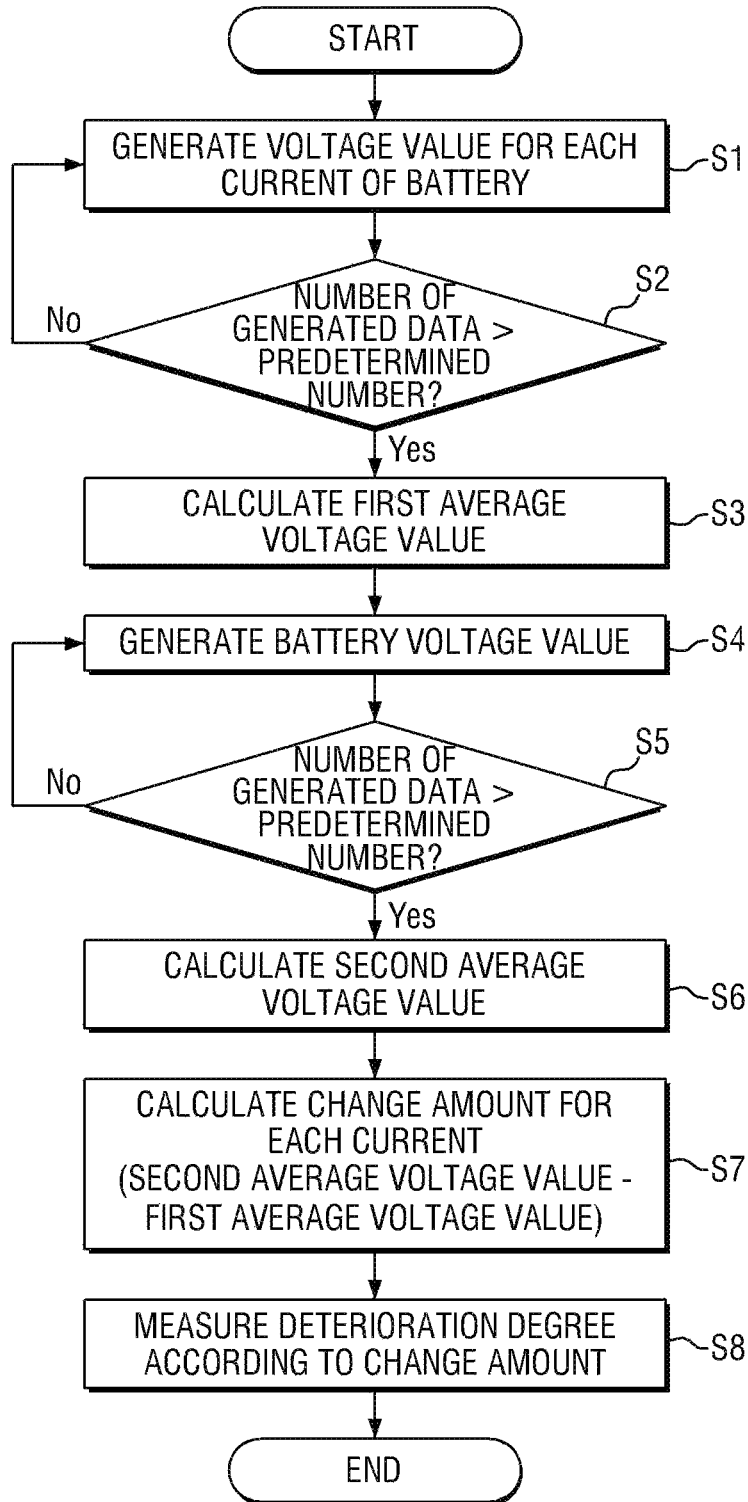 START
GENERATE VOLTAGE VALUE FOR EACH
CURRENT OF BATTERY
S1
NUMBER OF
GENERATED DATA >
PREDETERMINED
NUMBER?
S2
No
Yes
CALCULATE FIRST AVERAGE
VOLTAGE VALUE
S3
GENERATE BATTERY VOLTAGE VALUE
S4
NUMBER OF
GENERATED DATA >
PREDETERMINED
NUMBER?
S5
No
Yes
CALCULATE SECOND AVERAGE
VOLTAGE VALUE
S6
CALCULATE CHANGE AMOUNT FOR
EACH CURRENT
(SECOND AVERAGE VOLTAGE VALUE -
FIRST AVERAGE VOLTAGE VALUE)
S7
MEASURE DETERIORATION DEGREE
ACCORDING TO CHANGE AMOUNT
S8
END